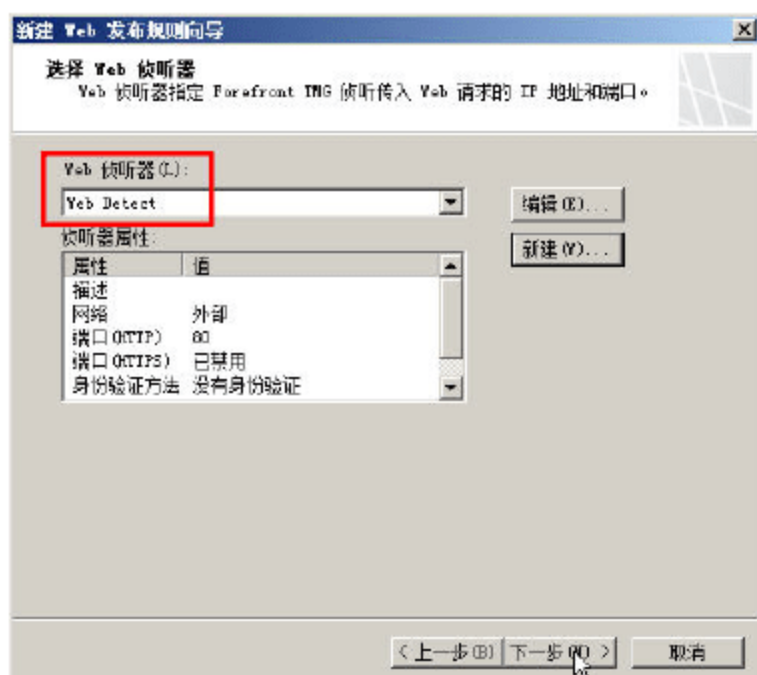 新建 Web 发布规则向导
选择 Web 侦听器
Web 侦听器指定 Forefront TMG 侦听传入 Web 请求的 IP 地址和端口。
Web 侦听器(L):
Web Detect
编辑(E)...
侦听器属性:
新建(W)...
属性 值
描述
网络 外部
端口(HTTP) 80
端口(HTTPS) 已禁用
身份验证方法 没有身份验证
< 上一步(B) 下一步(N) > 取消